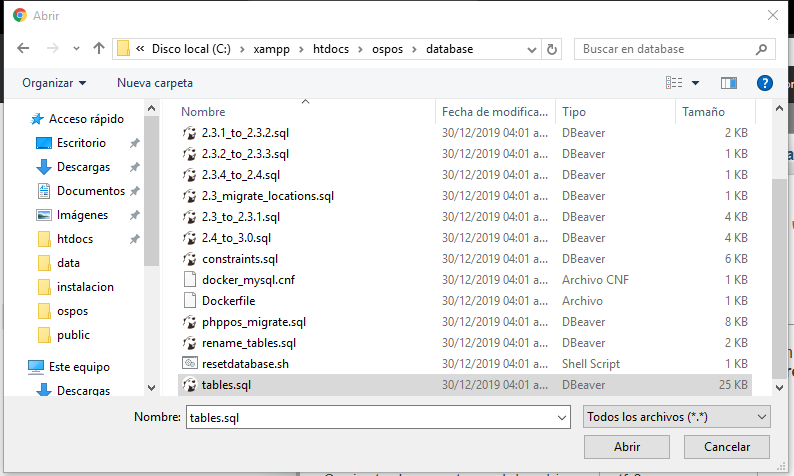 Abrir
« Disco local (C:) > xampp > htdocs > ospos > database
Buscar en database
Organizar
Nueva carpeta
Nombre
Fecha de modifica...
Tipo
Tamaño
Acceso rápido
Escritorio
Descargas
Documentos
Imágenes
htdocs
data
instalacion
ospos
public
Este equipo
Descargas
2.3.1_to_2.3.2.sql 30/12/2019 04:01 a... DBeaver 2 KB
2.3.2_to_2.3.3.sql 30/12/2019 04:01 a... DBeaver 1 KB
2.3.4_to_2.4.sql 30/12/2019 04:01 a... DBeaver 1 KB
2.3_migrate_locations.sql 30/12/2019 04:01 a... DBeaver 1 KB
2.3_to_2.3.1.sql 30/12/2019 04:01 a... DBeaver 4 KB
2.4_to_3.0.sql 30/12/2019 04:01 a... DBeaver 4 KB
constraints.sql 30/12/2019 04:01 a... DBeaver 6 KB
docker_mysql.cnf 30/12/2019 04:01 a... Archivo CNF 1 KB
Dockerfile 30/12/2019 04:01 a... Archivo 1 KB
phppos_migrate.sql 30/12/2019 04:01 a... DBeaver 8 KB
rename_tables.sql 30/12/2019 04:01 a... DBeaver 2 KB
resetdatabase.sh 30/12/2019 04:01 a... Shell Script 1 KB
tables.sql 30/12/2019 04:01 a... DBeaver 25 KB
Nombre: tables.sql
Todos los archivos (*.*)
Abrir
Cancelar